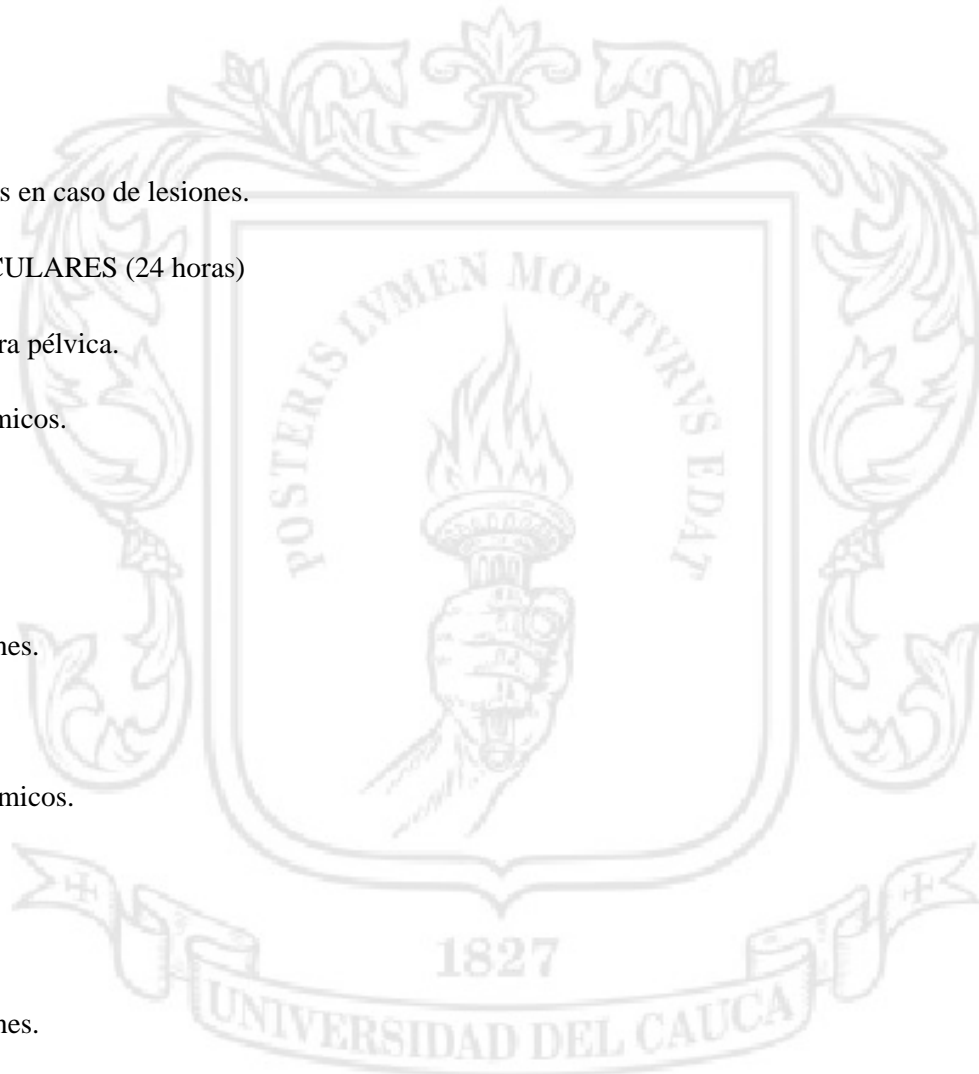 s en caso de lesiones.
CULARES (24 horas)
ra pélvica.
micos.
nes.
micos.
nes.
POSTERIS LVMEN MORITVRVS EDAT
1827
UNIVERSIDAD DEL CAUCA